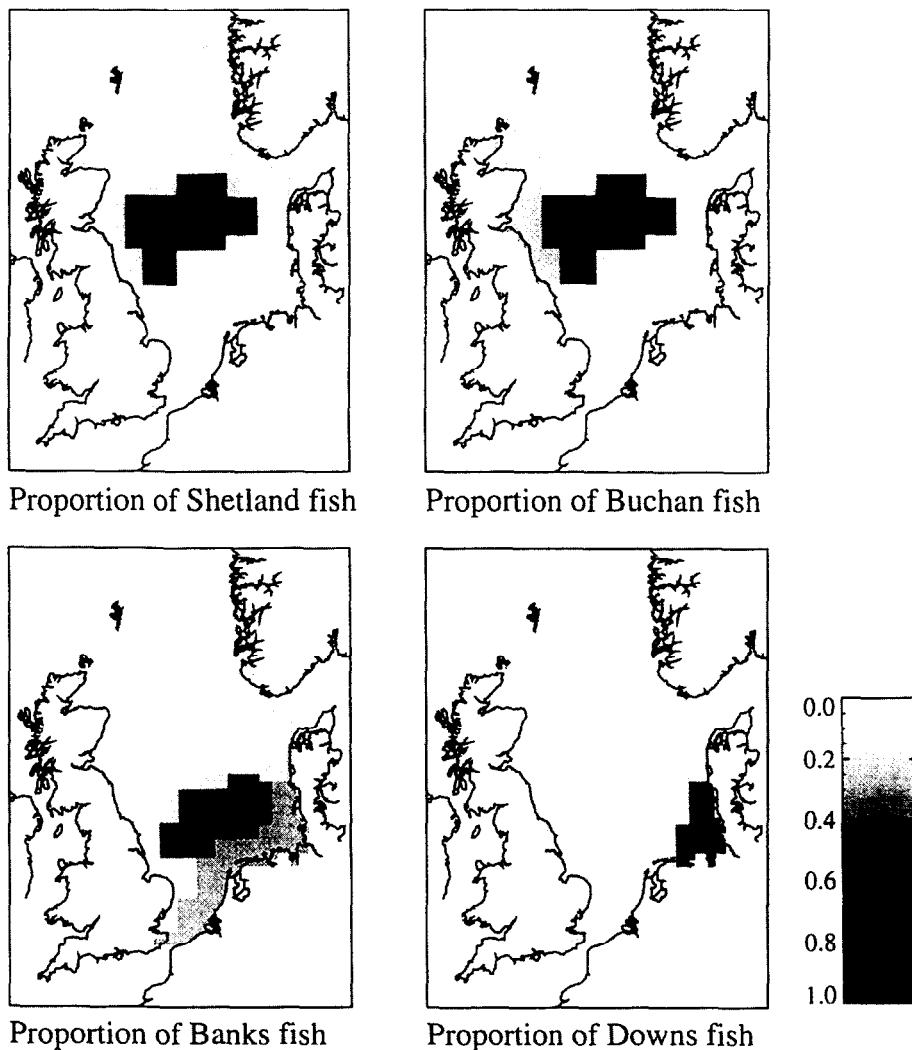 Proportion of Shetland fish
Proportion of Buchan fish
Proportion of Banks fish
Proportion of Downs fish
0.0
0.2
0.4
0.6
0.8
1.0